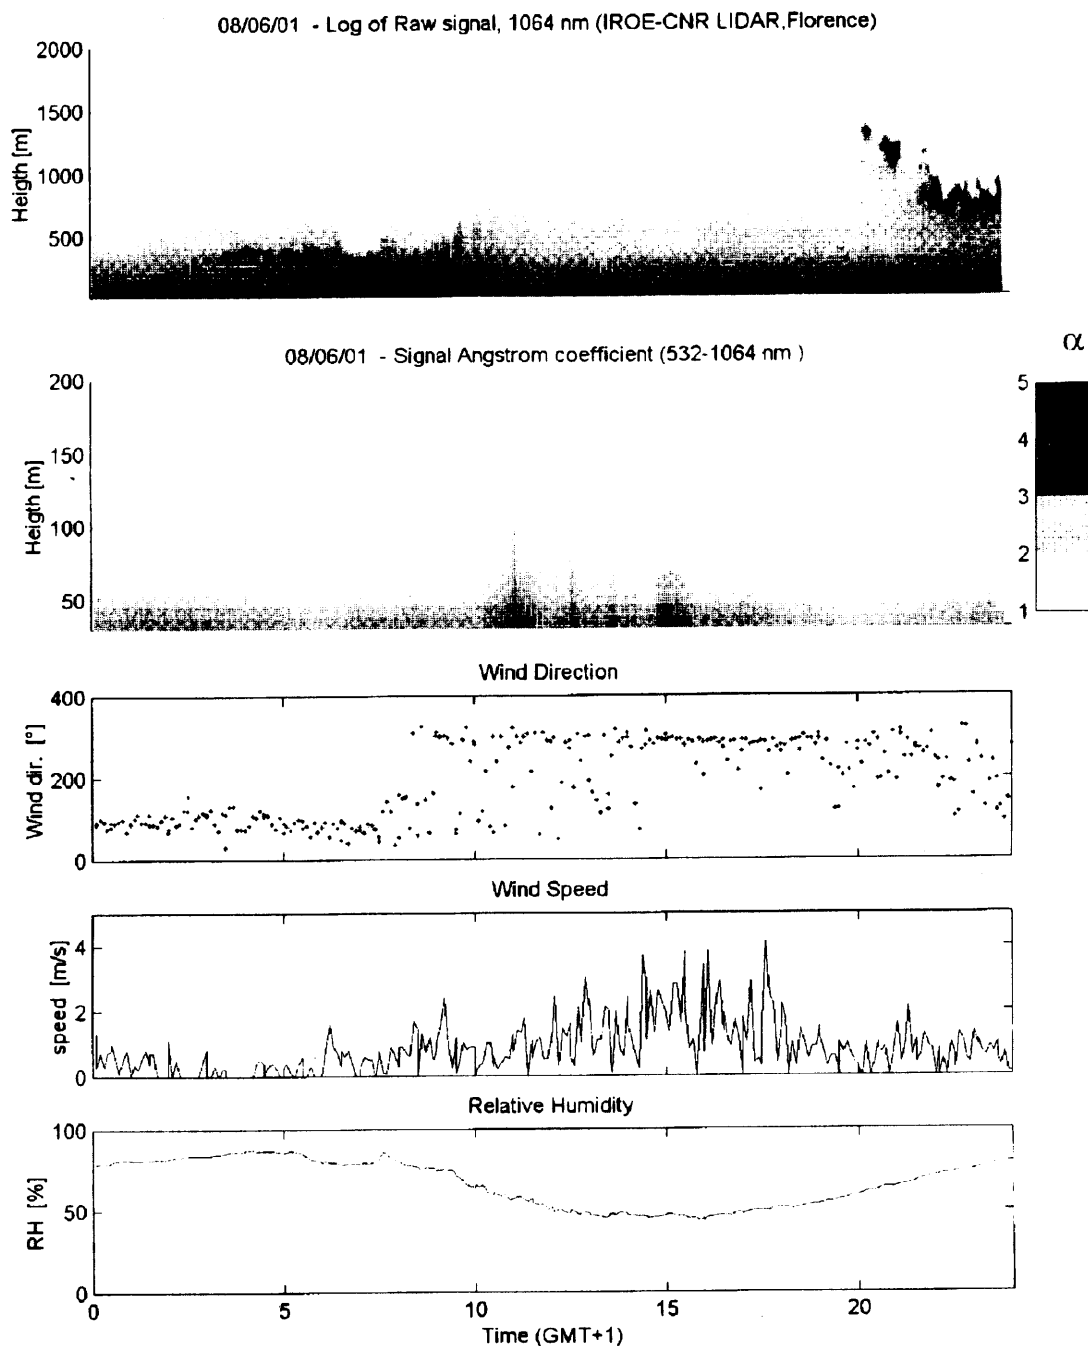 08/06/01 - Log of Raw signal, 1064 nm (IROE-CNR LIDAR,Florence)
2000
1500
1000
500
Heigth [m]
08/06/01 - Signal Angstrom coefficient (532-1064 nm )
α
200
150
100
50
Heigth [m]
5
4
3
2
1
Wind Direction
400
200
0
Wind dir. [°]
Wind Speed
4
2
0
speed [m/s]
Relative Humidity
100
50
0
RH [%]
0 5 10 15 20
Time (GMT+1)